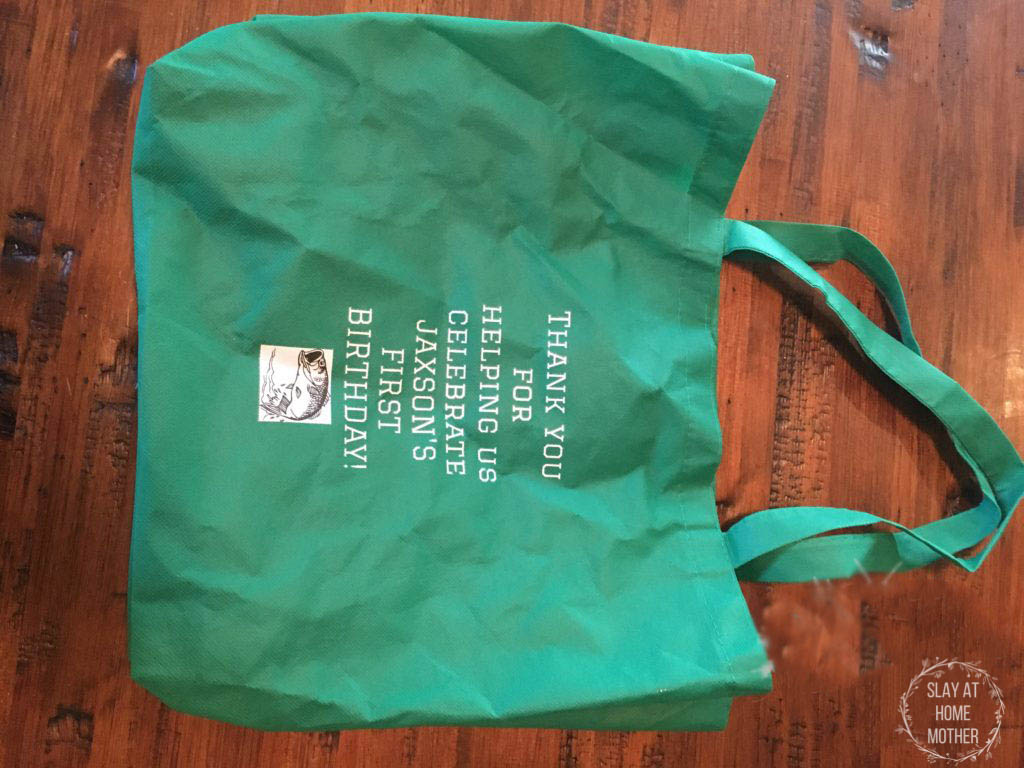 THANK YOU
FOR
HELPING US
CELEBRATE
JAXSON'S
FIRST
BIRTHDAY!
SLAY AT
HOME
MOTHER